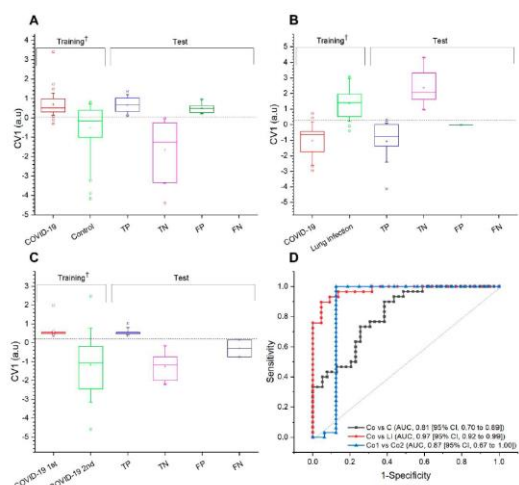 A
Training†
Test
CV1 (a.u)
4
3
2
1
0
-1
-2
-3
-4
-5
COVID-19
Control
TP
TN
FP
FN
B
Training†
Test
CV1 (a.u)
5
4
3
2
1
0
-1
-2
-3
-4
-5
COVID-19
Lung infection
TP
TN
FP
FN
C
Training†
Test
CV1 (a.u)
3
2
1
0
-1
-2
-3
-4
-5
COVID-19 1st
COVID-19 2nd
TP
TN
FP
FN
D
Sensitivity
1.0
0.8
0.6
0.4
0.2
0.0
Co vs C (AUC, 0.81 [95% CI, 0.70 to 0.89])
Co vs LI (AUC, 0.97 [95% CI, 0.92 to 0.99])
Co1 vs Co2 (AUC, 0.87 [95% CI, 0.67 to 1.00])
0.0 0.2 0.4 0.6 0.8 1.0
1-Specificity